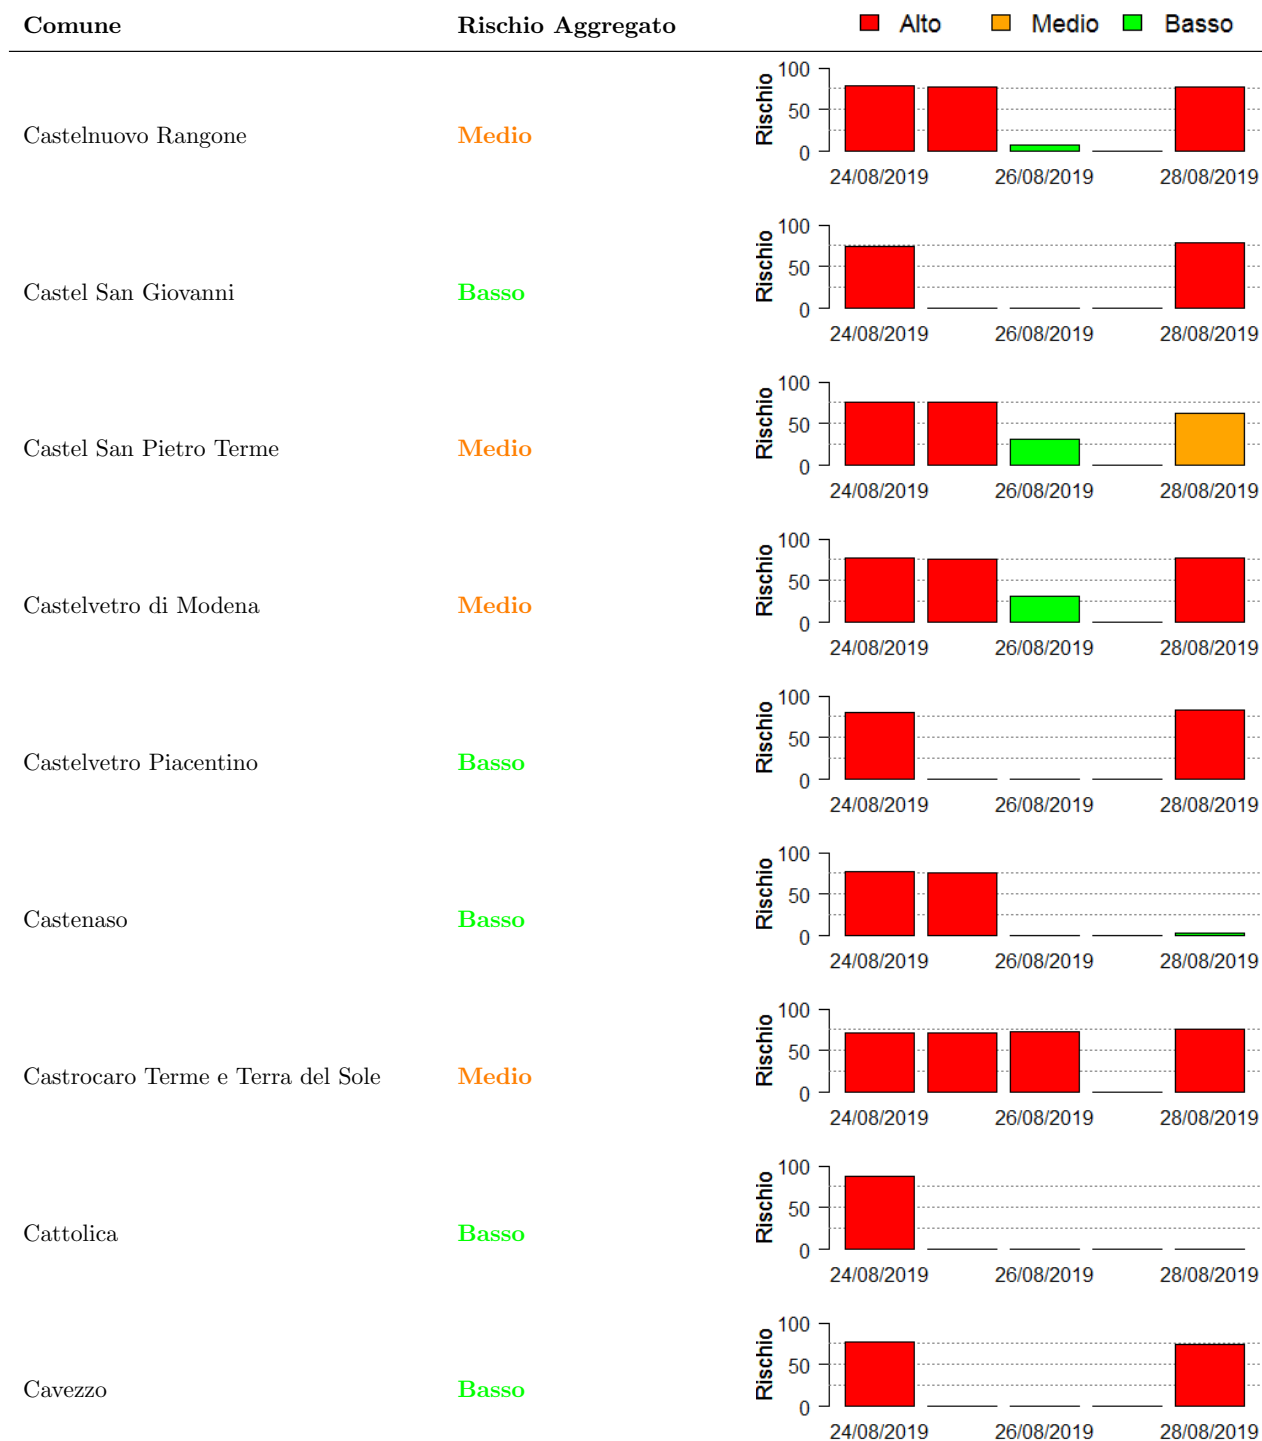 Comune Rischio Aggregato Alto Medio Basso
100
50
0
Rischio
Castelnuovo Rangone Medio
24/08/2019 26/08/2019 28/08/2019
100
50
0
Rischio
Castel San Giovanni Basso
24/08/2019 26/08/2019 28/08/2019
100
50
0
Rischio
Castel San Pietro Terme Medio
24/08/2019 26/08/2019 28/08/2019
100
50
0
Rischio
Castelvetro di Modena Medio
24/08/2019 26/08/2019 28/08/2019
100
50
0
Rischio
Castelvetro Piacentino Basso
24/08/2019 26/08/2019 28/08/2019
100
50
0
Rischio
Castenaso Basso
24/08/2019 26/08/2019 28/08/2019
100
50
0
Rischio
Castrocaro Terme e Terra del Sole Medio
24/08/2019 26/08/2019 28/08/2019
100
50
0
Rischio
Cattolica Basso
24/08/2019 26/08/2019 28/08/2019
100
50
0
Rischio
Cavezzo Basso
24/08/2019 26/08/2019 28/08/2019